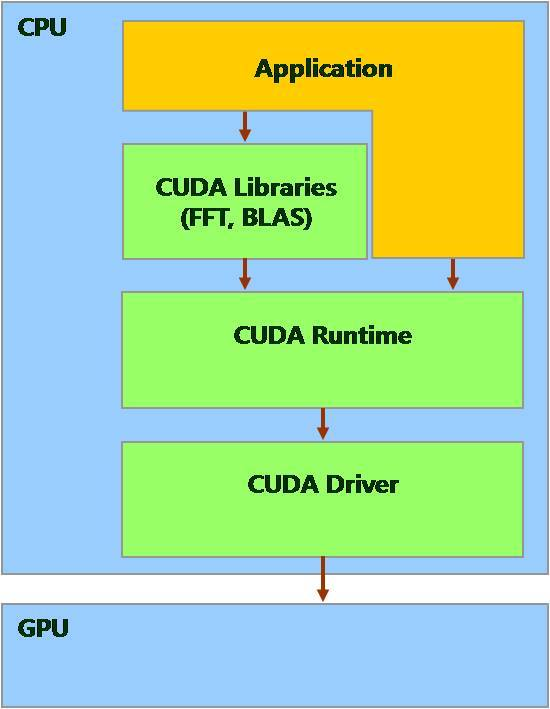 CPU
Application
CUDA Libraries
(FFT, BLAS)
CUDA Runtime
CUDA Driver
GPU